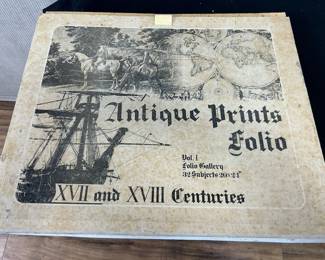 Antique Prints
Folio
Vol. 1
Folio Gallery
32 Subjects 20x24"
XVII and XVIII Centuries